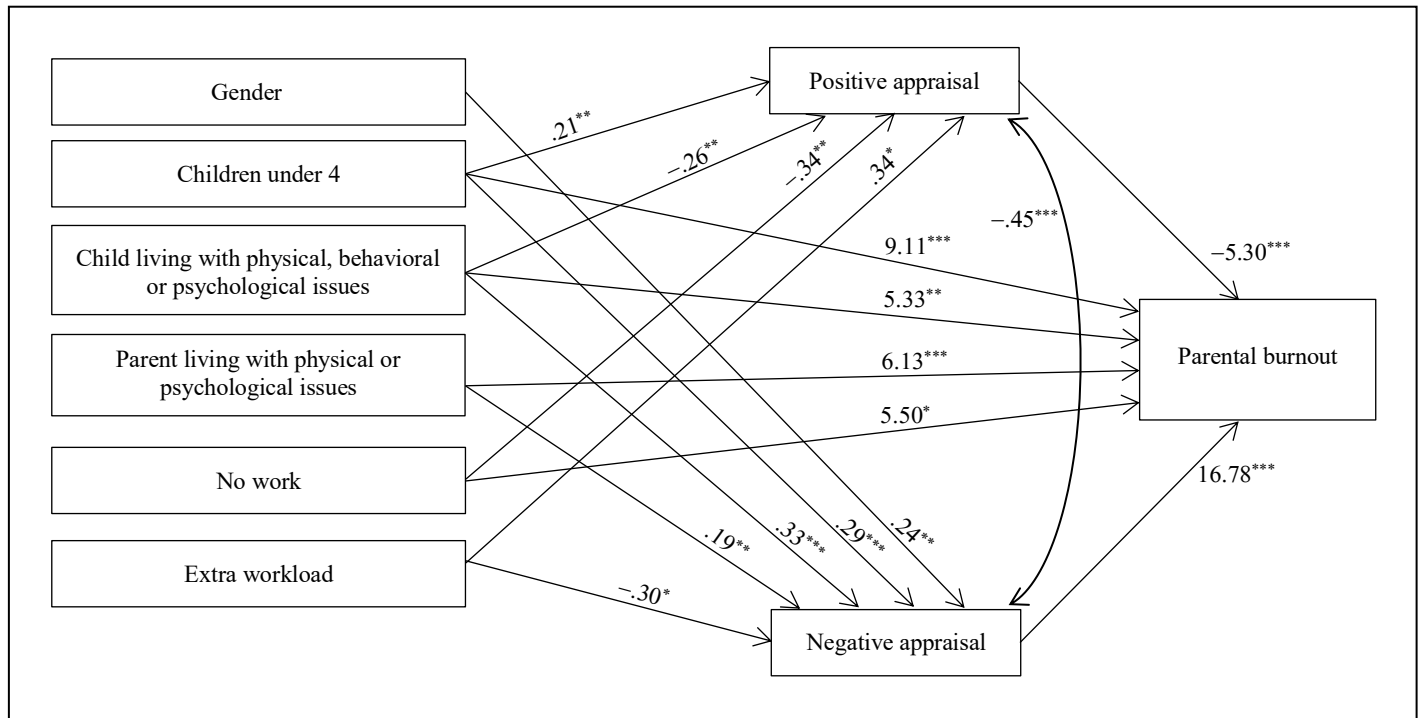 Gender
Children under 4
Child living with physical, behavioral
or psychological issues
Parent living with physical or
psychological issues
No work
Extra workload
Positive appraisal
Negative appraisal
Parental burnout
.21**
−.26**
−.34**
.34*
−.45***
9.11***
5.33**
6.13***
5.50*
−5.30***
16.78***
.19**
.33***
.29***
.24**
−.30*